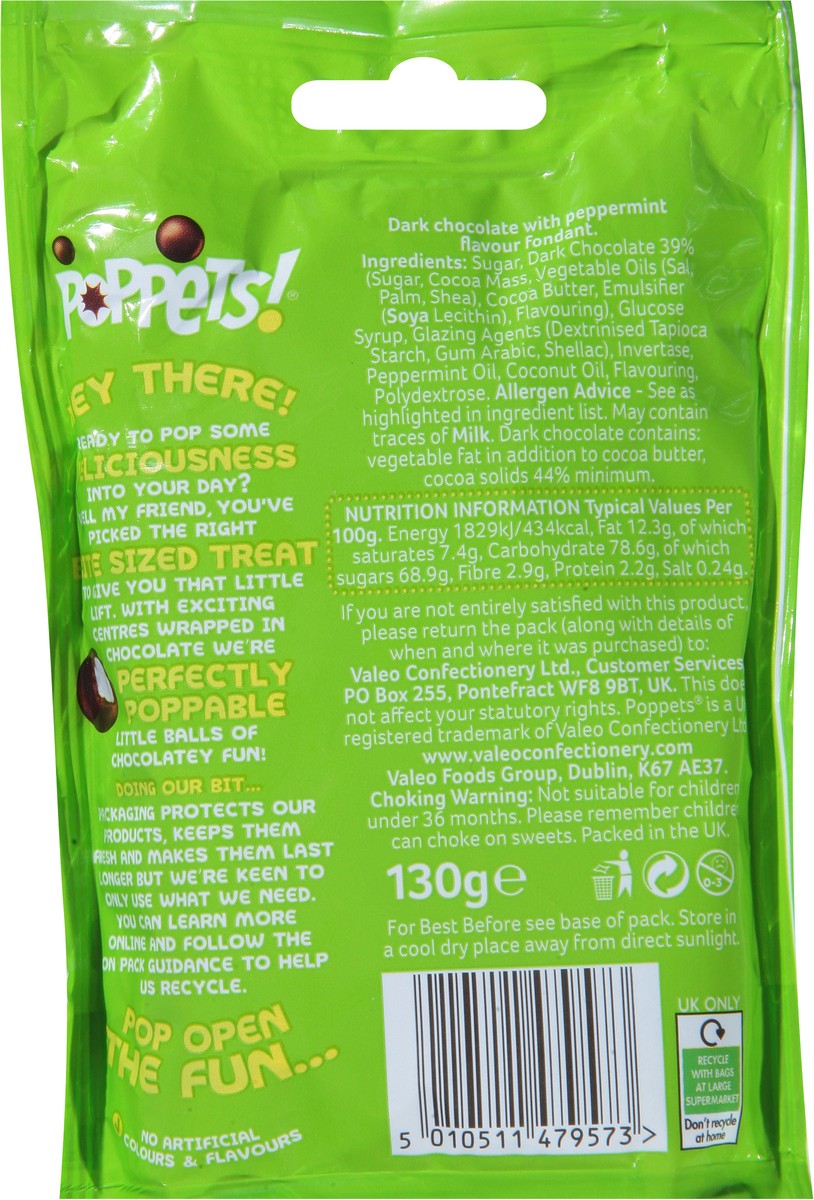 POPPETS!®
EY THERE!
READY TO POP SOME
ELICIOUSNESS
INTO YOUR DAY?
ELL MY FRIEND, YOU'VE
PICKED THE RIGHT
BITE SIZED TREAT
TO GIVE YOU THAT LITTLE
LIFT. WITH EXCITING
CENTRES WRAPPED IN
CHOCOLATE WE'RE
PERFECTLY
POPPABLE
LITTLE BALLS OF
CHOCOLATEY FUN!
DOING OUR BIT...
PACKAGING PROTECTS OUR
PRODUCTS, KEEPS THEM
FRESH AND MAKES THEM LAST
LONGER BUT WE'RE KEEN TO
ONLY USE WHAT WE NEED.
YOU CAN LEARN MORE
ONLINE AND FOLLOW THE
ON PACK GUIDANCE TO HELP
US RECYCLE.
POP OPEN
THE FUN...
NO ARTIFICIAL
COLOURS & FLAVOURS
Dark chocolate with peppermint
flavour fondant.
Ingredients: Sugar, Dark Chocolate 39%
(Sugar, Cocoa Mass, Vegetable Oils (Sal,
Palm, Shea), Cocoa Butter, Emulsifier
(Soya Lecithin), Flavouring), Glucose
Syrup, Glazing Agents (Dextrinised Tapioca
Starch, Gum Arabic, Shellac), Invertase,
Peppermint Oil, Coconut Oil, Flavouring,
Polydextrose. Allergen Advice - See as
highlighted in ingredient list. May contain
traces of Milk. Dark chocolate contains:
vegetable fat in addition to cocoa butter,
cocoa solids 44% minimum.
NUTRITION INFORMATION Typical Values Per
100g. Energy 1829kJ/434kcal, Fat 12.3g, of which
saturates 7.4g, Carbohydrate 78.6g, of which
sugars 68.9g, Fibre 2.9g, Protein 2.2g, Salt 0.24g.
If you are not entirely satisfied with this product,
please return the pack (along with details of
when and where it was purchased) to:
Valeo Confectionery Ltd., Customer Services
PO Box 255, Pontefract WF8 9BT, UK. This doe
not affect your statutory rights. Poppets® is a U
registered trademark of Valeo Confectionery Ltd
www.valeoconfectionery.com
Valeo Foods Group, Dublin, K67 AE37.
Choking Warning: Not suitable for children
under 36 months. Please remember childre
can choke on sweets. Packed in the UK.
130g e
0-3
For Best Before see base of pack. Store in
a cool dry place away from direct sunlight.
5 010511 479573 >
UK ONLY
RECYCLE
WITH BAGS
AT LARGE
SUPERMARKET
Don't recycle
at home